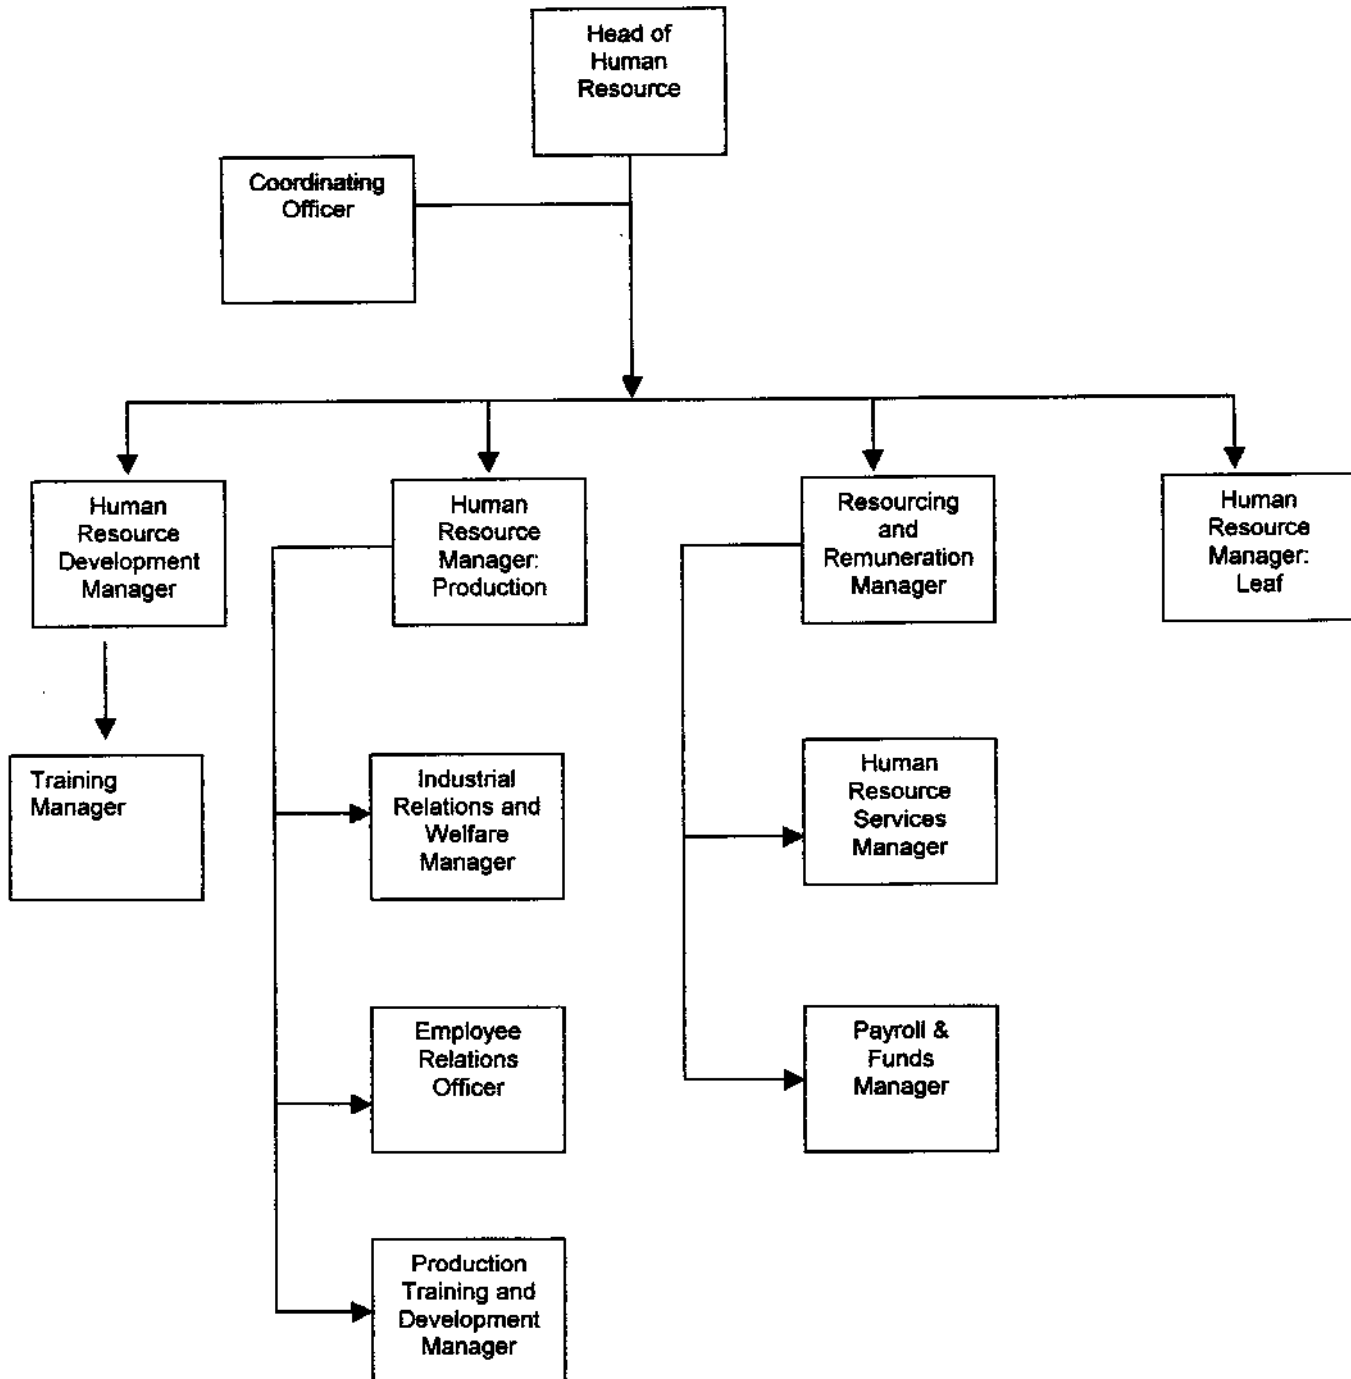 Head of
Human
Resource
Coordinating
Officer
Human
Resource
Development
Manager
Human
Resource
Manager:
Production
Resourcing
and
Remuneration
Manager
Human
Resource
Manager:
Leaf
Training
Manager
Industrial
Relations and
Welfare
Manager
Human
Resource
Services
Manager
Employee
Relations
Officer
Payroll &
Funds
Manager
Production
Training and
Development
Manager